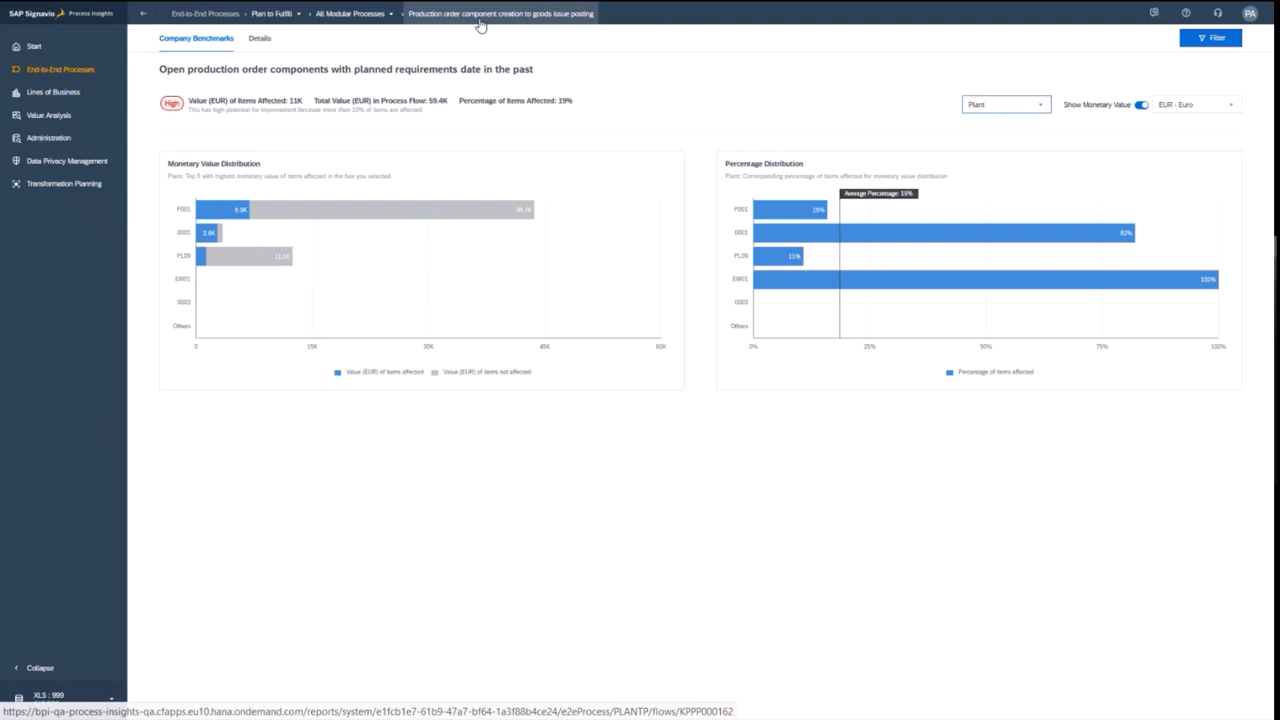 SAP Signavio Process Insights
End-to-End Processes › Plan to Fulfill › All Modular Processes › Production order component creation to goods issue posting
PA
Start
End-to-End Processes
Lines of Business
Value Analysis
Administration
Data Privacy Management
Transformation Planning
Company Benchmarks Details
Filter
Open production order components with planned requirements date in the past
High Value (EUR) of Items Affected: 11K Total Value (EUR) in Process Flow: 59.4K Percentage of Items Affected: 19%
This has high potential for improvement because more than 10% of items are affected.
Plant Show Monetary Value EUR - Euro
Monetary Value Distribution
Plant: Top 5 with highest monetary value of items affected in the box you selected
P001 6.9K
0001 2.8K
PL09
EW01
0003
Others
0 15K 30K 45K 60K
Value (EUR) of items affected Value (EUR) of items not affected
Percentage Distribution
Plant: Corresponding percentage of items affected for monetary value distribution
Average Percentage: 19%
P001 16%
0001 82%
PL09 11%
EW01 100%
0003
Others
0% 25% 50% 75% 100%
Percentage of items affected
Collapse
XLS : 999
https://bpi-qa-process-insights-qa.cfapps.eu10.hana.ondemand.com/reports/system/e1fcb1e7-61b9-47a7-bf64-1a3f88b4ce24/e2eProcess/PLANTP/flows/KPPP000162